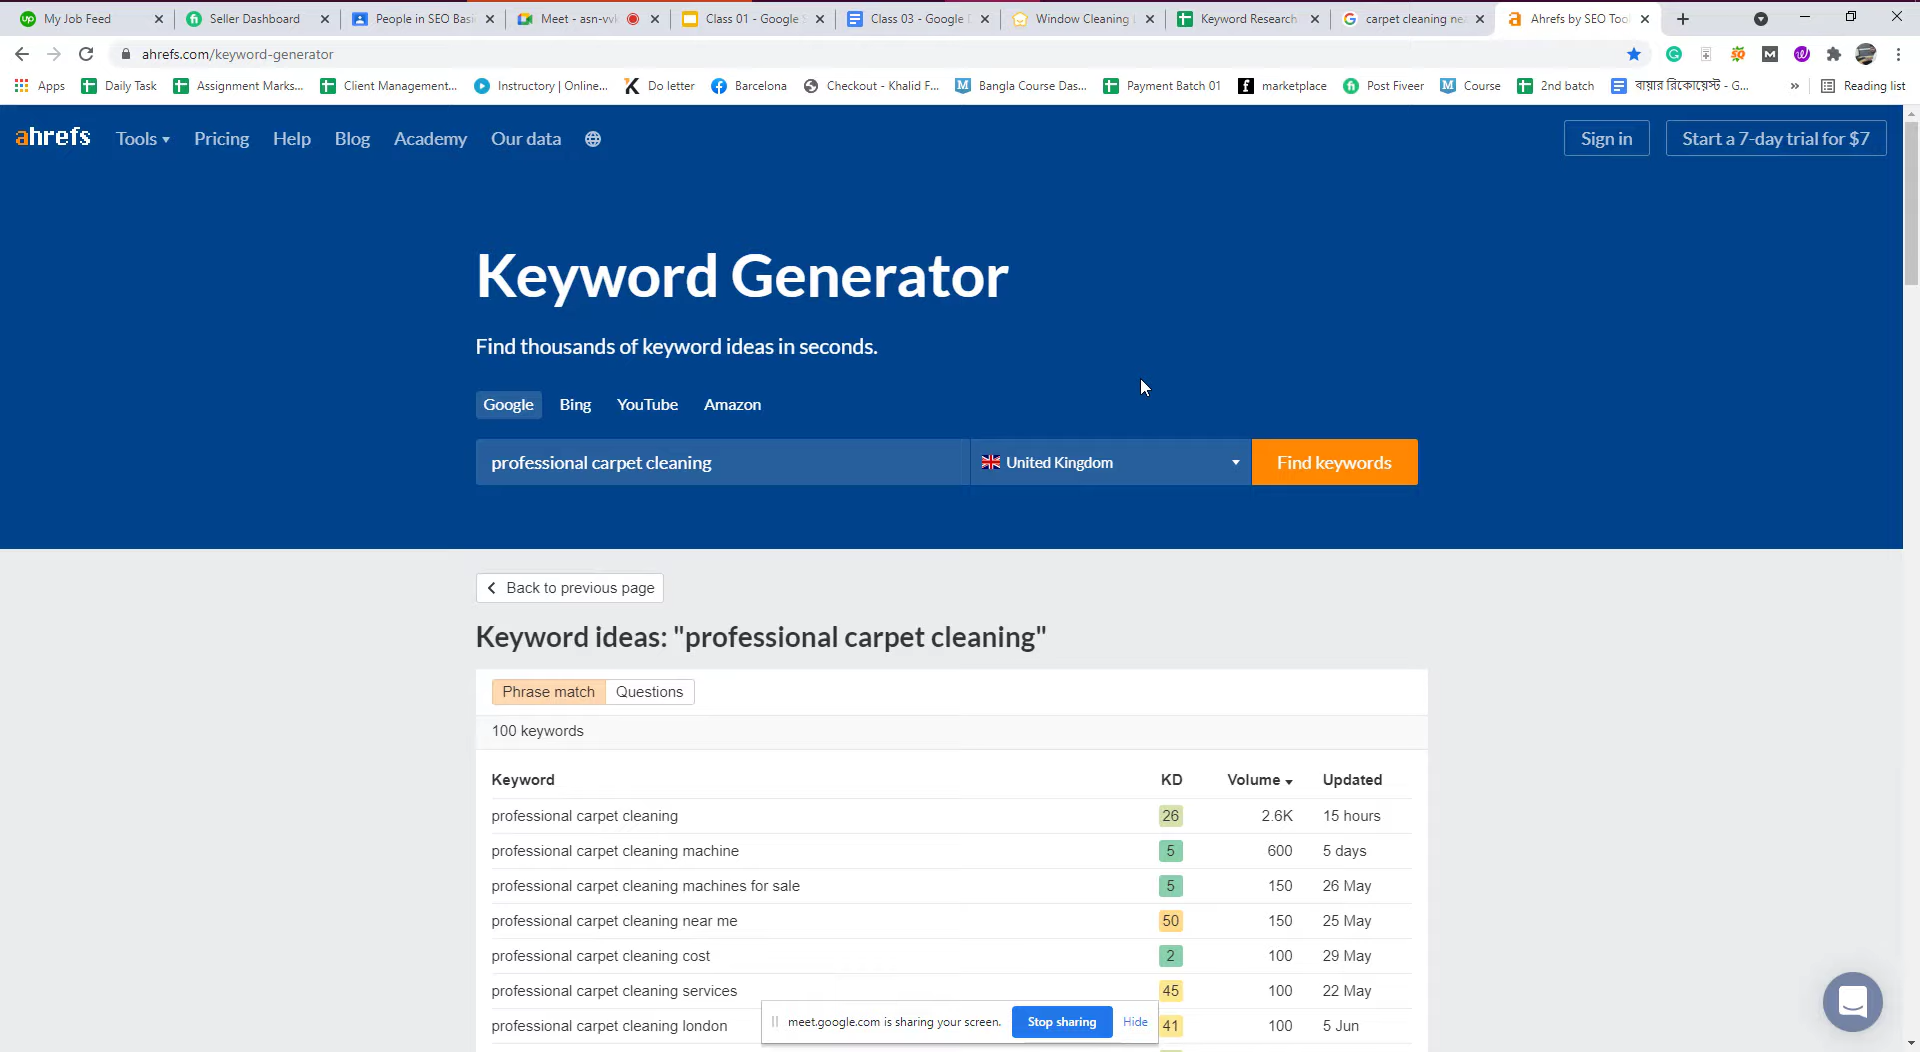 My Job Feed
Seller Dashboard
People in SEO Basi
Meet - asn-vvk
Class 01 - Google S
Class 03 - Google D
Window Cleaning
Keyword Research
carpet cleaning nea
Ahrefs by SEO Tool
ahrefs.com/keyword-generator
Apps
Daily Task
Assignment Marks...
Client Management...
Instructory | Online...
Do letter
Barcelona
Checkout - Khalid F...
Bangla Course Das...
Payment Batch 01
marketplace
Post Fiveer
Course
2nd batch
বায়ার রিকোয়েস্ট - G...
»
Reading list
ahrefs
Tools
Pricing
Help
Blog
Academy
Our data
Sign in
Start a 7-day trial for $7
Keyword Generator
Find thousands of keyword ideas in seconds.
Google Bing YouTube Amazon
professional carpet cleaning
United Kingdom
Find keywords
Back to previous page
Keyword ideas: "professional carpet cleaning"
Phrase match Questions
100 keywords
Keyword KD Volume Updated
professional carpet cleaning 26 2.6K 15 hours
professional carpet cleaning machine 5 600 5 days
professional carpet cleaning machines for sale 5 150 26 May
professional carpet cleaning near me 50 150 25 May
professional carpet cleaning cost 2 100 29 May
professional carpet cleaning services 45 100 22 May
professional carpet cleaning london 41 100 5 Jun
meet.google.com is sharing your screen. Stop sharing Hide